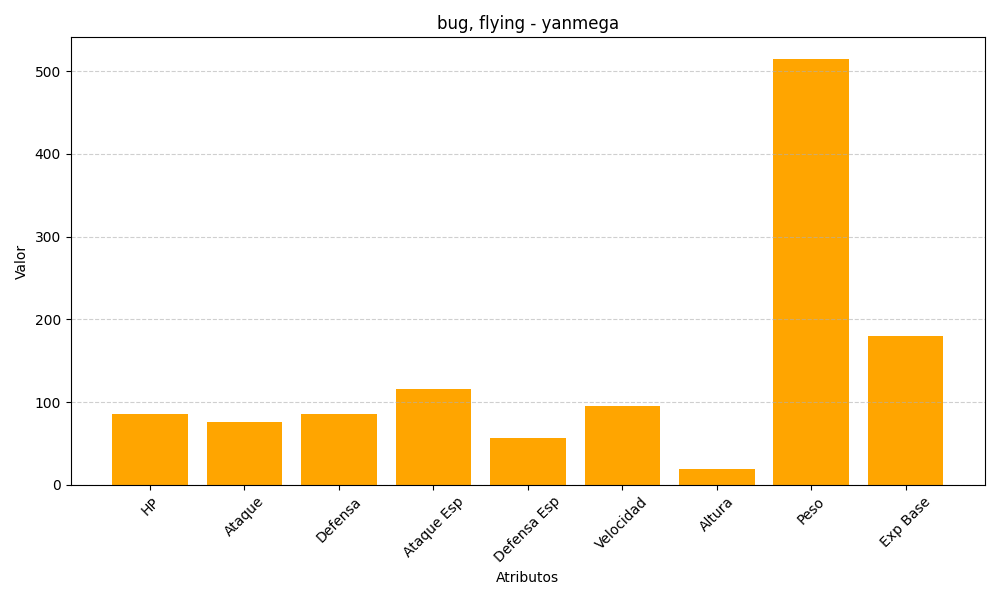 bug, flying - yanmega
Valor
500
400
300
200
100
0
HP
Ataque
Defensa
Ataque Esp
Defensa Esp
Velocidad
Altura
Peso
Exp Base
Atributos